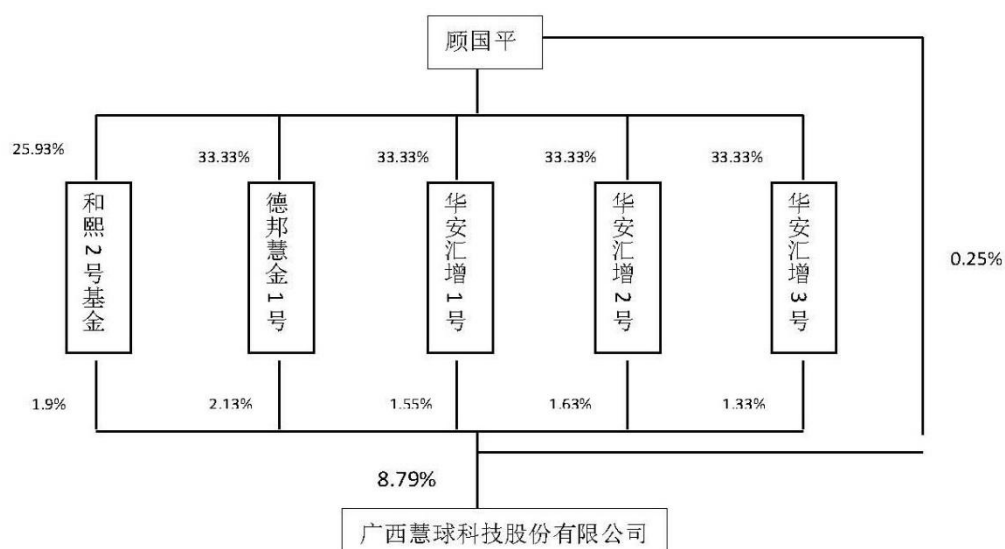 顾国平
25.93%
33.33%
33.33%
33.33%
33.33%
和熙2号基金
德邦慧金1号
华安汇增1号
华安汇增2号
华安汇增3号
0.25%
1.9%
2.13%
1.55%
1.63%
1.33%
8.79%
广西慧球科技股份有限公司